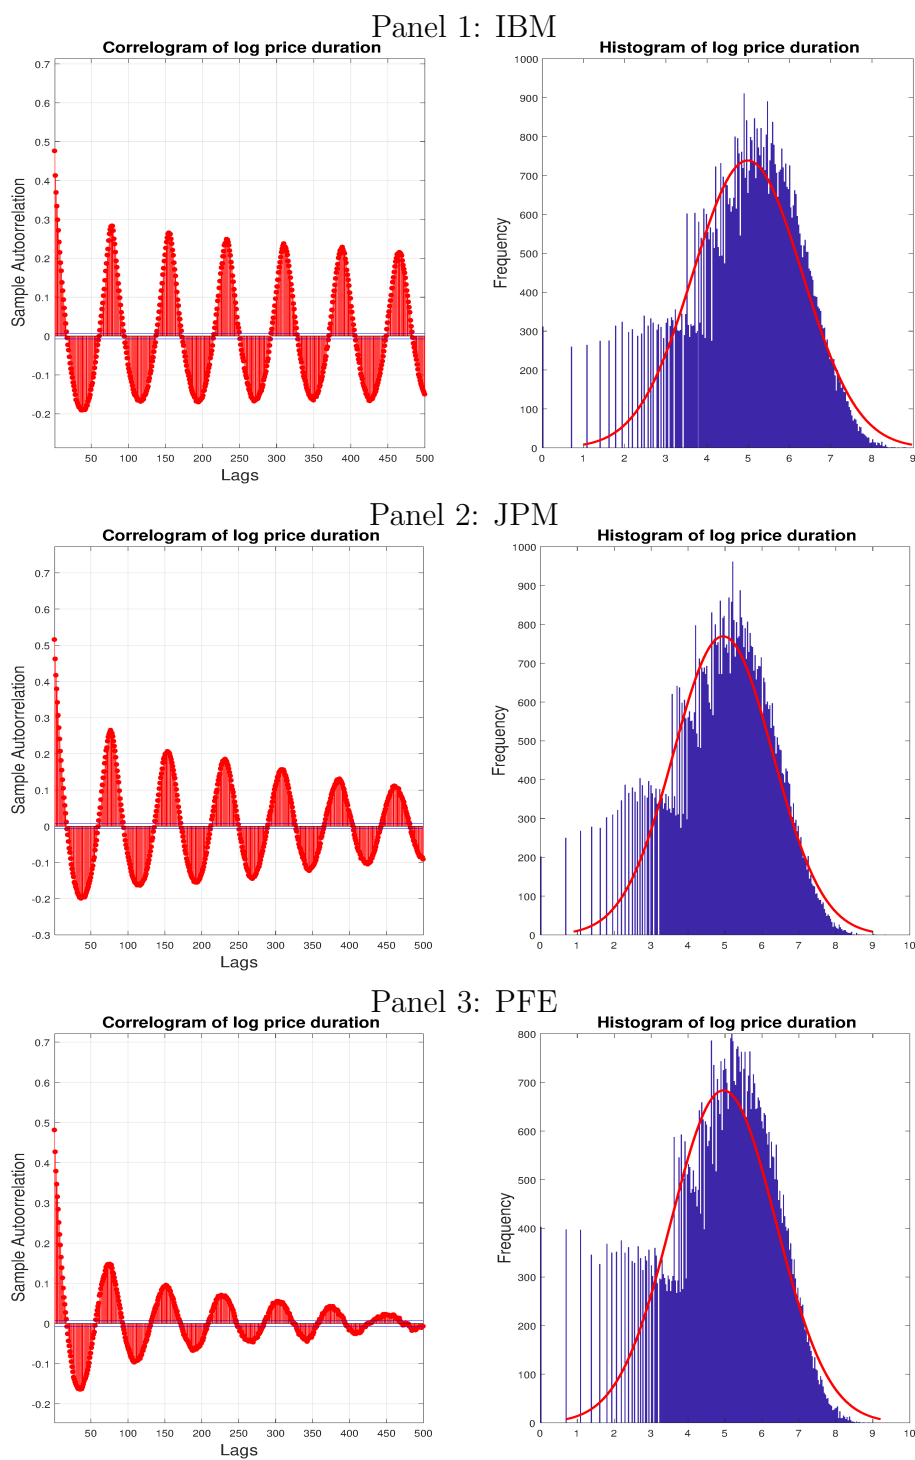 Panel 1: IBM
Correlogram of log price duration
Sample Autoorrelation
0.7
0.6
0.5
0.4
0.3
0.2
0.1
0
-0.1
-0.2
50 100 150 200 250 300 350 400 450 500
Lags
Histogram of log price duration
Frequency
1000
900
800
700
600
500
400
300
200
100
0
0 1 2 3 4 5 6 7 8 9
Panel 2: JPM
Correlogram of log price duration
Sample Autoorrelation
0.7
0.6
0.5
0.4
0.3
0.2
0.1
0
-0.1
-0.2
-0.3
50 100 150 200 250 300 350 400 450 500
Lags
Histogram of log price duration
Frequency
1000
900
800
700
600
500
400
300
200
100
0
0 1 2 3 4 5 6 7 8 9 10
Panel 3: PFE
Correlogram of log price duration
Sample Autoorrelation
0.7
0.6
0.5
0.4
0.3
0.2
0.1
0
-0.1
-0.2
50 100 150 200 250 300 350 400 450 500
Lags
Histogram of log price duration
Frequency
800
700
600
500
400
300
200
100
0
0 1 2 3 4 5 6 7 8 9 10